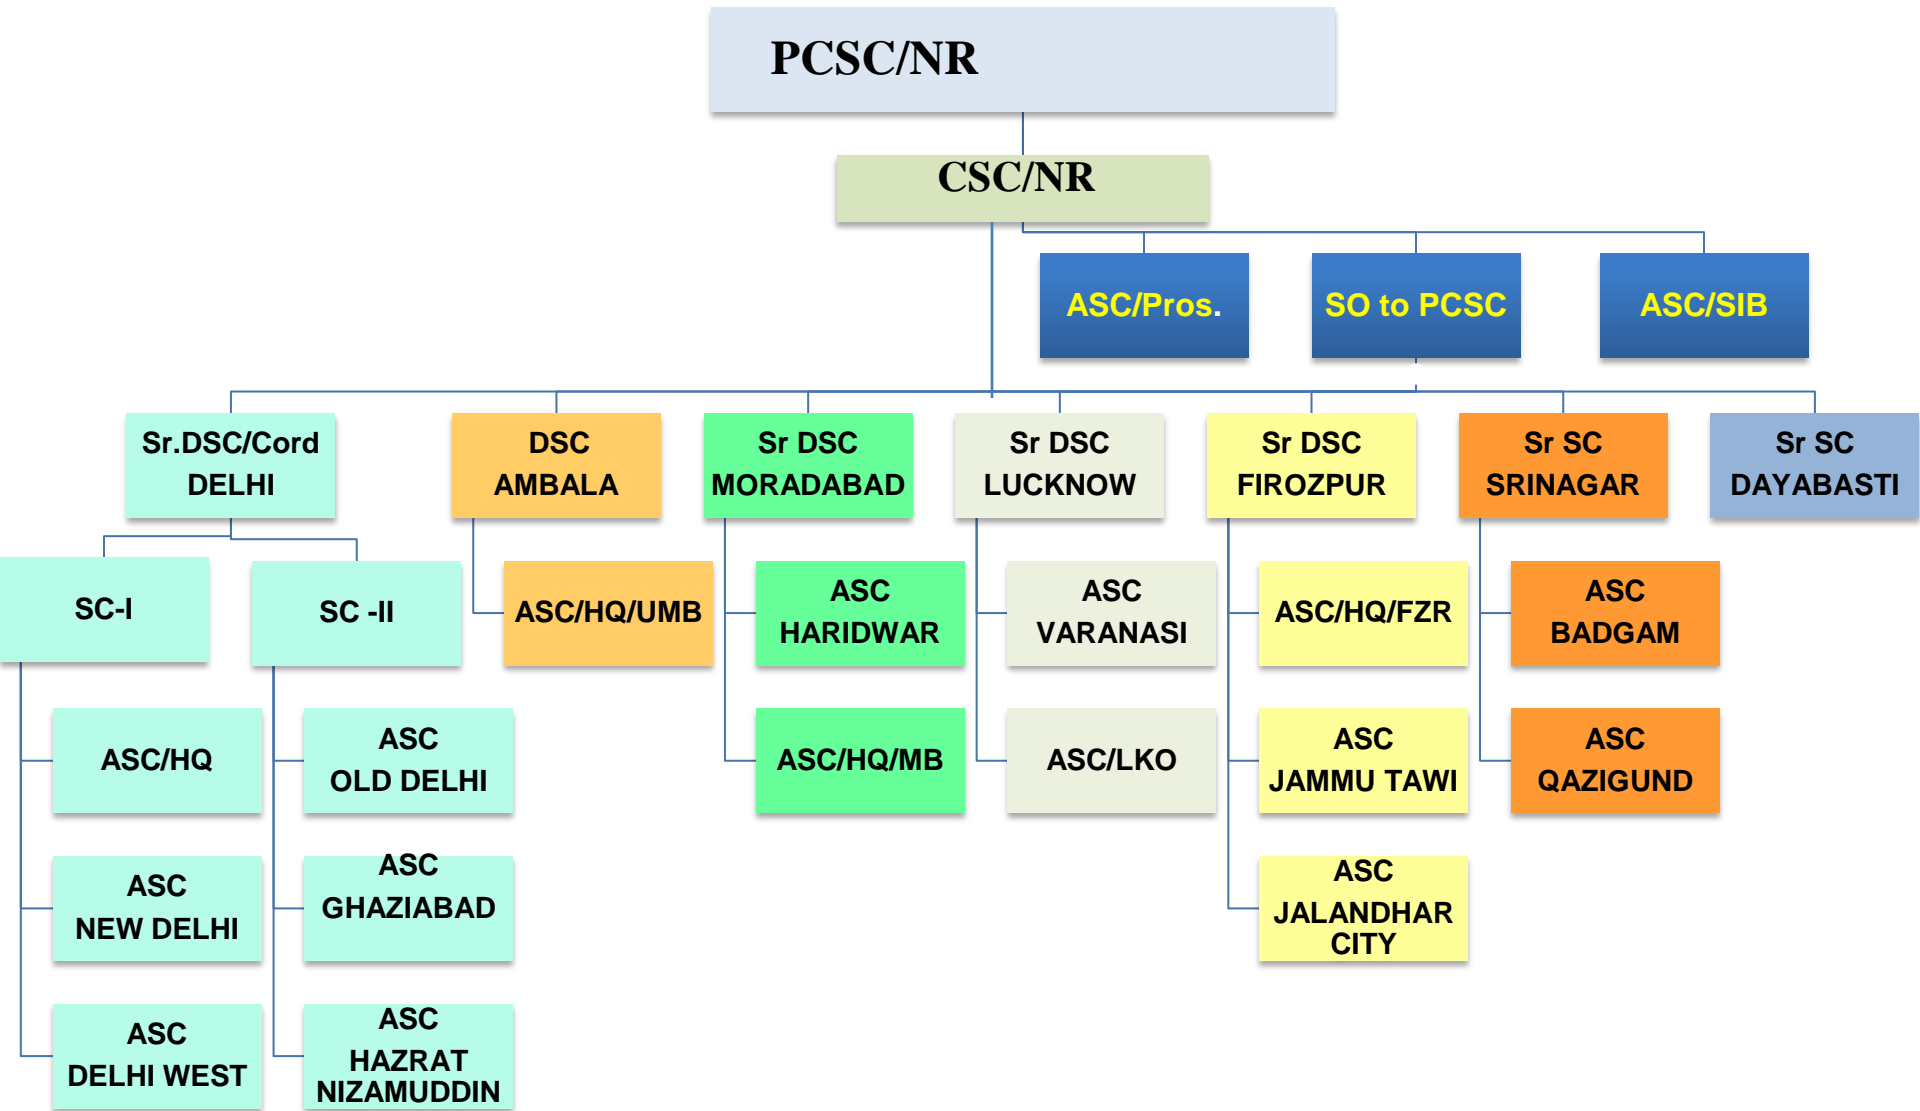 PCSC/NR
CSC/NR
ASC/Pros.
SO to PCSC
ASC/SIB
Sr.DSC/Cord
DELHI
DSC
AMBALA
Sr DSC
MORADABAD
Sr DSC
LUCKNOW
Sr DSC
FIROZPUR
Sr SC
SRINAGAR
Sr SC
DAYABASTI
SC-I
SC -II
ASC/HQ/UMB
ASC
HARIDWAR
ASC
VARANASI
ASC/HQ/FZR
ASC
BADGAM
ASC/HQ
ASC
OLD DELHI
ASC/HQ/MB
ASC/LKO
ASC
JAMMU TAWI
ASC
QAZIGUND
ASC
NEW DELHI
ASC
GHAZIABAD
ASC
JALANDHAR
CITY
ASC
DELHI WEST
ASC
HAZRAT
NIZAMUDDIN